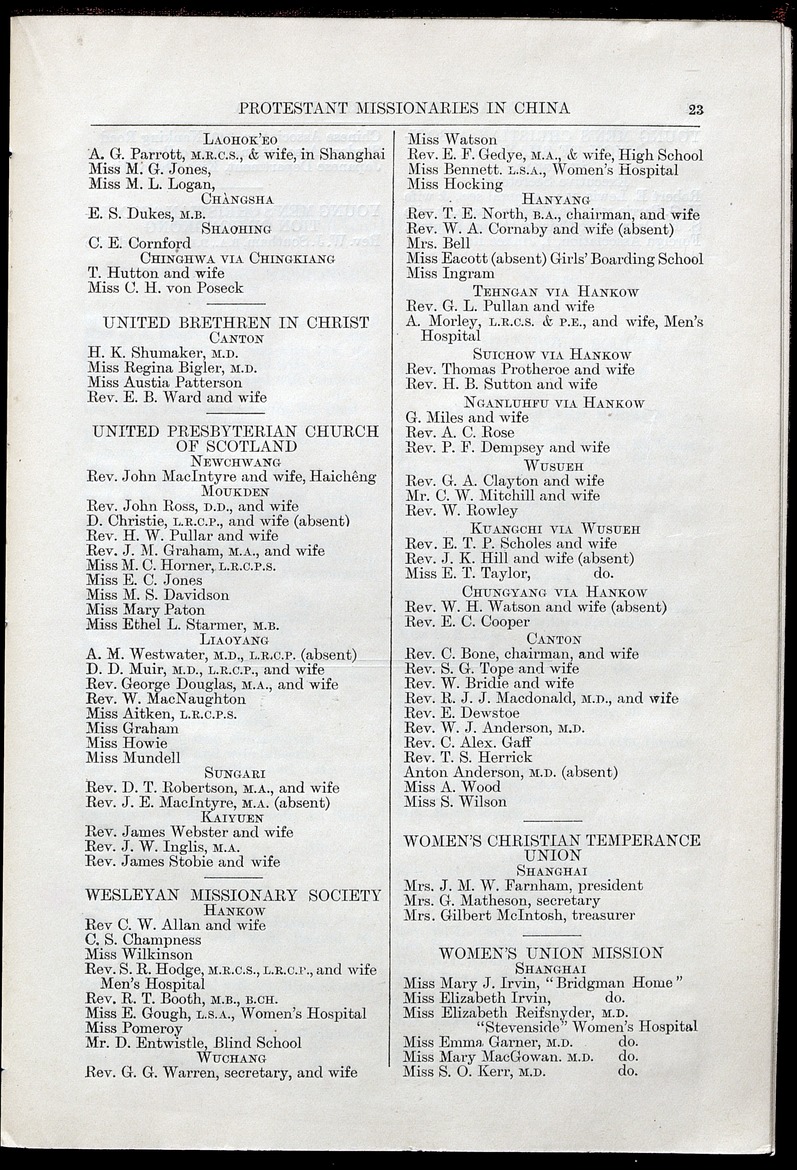 PROTESTANT MISSIONARIES IN CHINA 23
LAOHOK'EO
A. G. Parrott, M.R.C.S., & wife, in Shanghai
Miss M. G. Jones,
Miss M. L. Logan,
CHANGSHA
E. S. Dukes, M.B.
SHAOHING
C. E. Cornford
CHINGHWA VIA CHINGKIANG
T. Hutton and wife
Miss C. H. von Poseck
UNITED BRETHREN IN CHRIST
CANTON
H. K. Shumaker, M.D.
Miss Regina Bigler, M.D.
Miss Austia Patterson
Rev. E. B. Ward and wife
UNITED PRESBYTERIAN CHURCH
OF SCOTLAND
NEWCHWANG
Rev. John MacIntyre and wife, Haichêng
MOUKDEN
Rev. John Ross, D.D., and wife
D. Christie, L.R.C.P., and wife (absent)
Rev. H. W. Pullar and wife
Rev. J. M. Graham, M.A., and wife
Miss M. C. Horner, L.R.C.P.S.
Miss E. C. Jones
Miss M. S. Davidson
Miss Mary Paton
Miss Ethel L. Starmer, M.B.
LIAOYANG
A. M. Westwater, M.D., L.R.C.P. (absent)
D. D. Muir, M.D., L.R.C.P., and wife
Rev. George Douglas, M.A., and wife
Rev. W. MacNaughton
Miss Aitken, L.R.C.P.S.
Miss Graham
Miss Howie
Miss Mundell
SUNGARI
Rev. D. T. Robertson, M.A., and wife
Rev. J. E. MacIntyre, M.A. (absent)
KAIYUEN
Rev. James Webster and wife
Rev. J. W. Inglis, M.A.
Rev. James Stobie and wife
WESLEYAN MISSIONARY SOCIETY
HANKOW
Rev C. W. Allan and wife
C. S. Champness
Miss Wilkinson
Rev. S. R. Hodge, M.R.C.S., L.R.C.P., and wife
Men's Hospital
Rev. R. T. Booth, M.B., B.CH.
Miss E. Gough, L.S.A., Women's Hospital
Miss Pomeroy
Mr. D. Entwistle, Blind School
WUCHANG
Rev. G. G. Warren, secretary, and wife
Miss Watson
Rev. E. F. Gedye, M.A., & wife, High School
Miss Bennett. L.S.A., Women's Hospital
Miss Hocking
HANYANG
Rev. T. E. North, B.A., chairman, and wife
Rev. W. A. Cornaby and wife (absent)
Mrs. Bell
Miss Eacott (absent) Girls' Boarding School
Miss Ingram
TEHNGAN VIA HANKOW
Rev. G. L. Pullan and wife
A. Morley, L.R.C.S. & P.E., and wife, Men's
Hospital
SUICHOW VIA HANKOW
Rev. Thomas Protheroe and wife
Rev. H. B. Sutton and wife
NGANLUHFU VIA HANKOW
G. Miles and wife
Rev. A. C. Rose
Rev. P. F. Dempsey and wife
WUSUEH
Rev. G. A. Clayton and wife
Mr. C. W. Mitchill and wife
Rev. W. Rowley
KUANGCHI VIA WUSUEH
Rev. E. T. P. Scholes and wife
Rev. J. K. Hill and wife (absent)
Miss E. T. Taylor, do.
CHUNGYANG VIA HANKOW
Rev. W. H. Watson and wife (absent)
Rev. E. C. Cooper
CANTON
Rev. C. Bone, chairman, and wife
Rev. S. G. Tope and wife
Rev. W. Bridie and wife
Rev. R. J. J. Macdonald, M.D., and wife
Rev. E. Dewstoe
Rev. W. J. Anderson, M.D.
Rev. C. Alex. Gaff
Rev. T. S. Herrick
Anton Anderson, M.D. (absent)
Miss A. Wood
Miss S. Wilson
WOMEN'S CHRISTIAN TEMPERANCE
UNION
SHANGHAI
Mrs. J. M. W. Farnham, president
Mrs. G. Matheson, secretary
Mrs. Gilbert McIntosh, treasurer
WOMEN'S UNION MISSION
SHANGHAI
Miss Mary J. Irvin, "Bridgman Home"
Miss Elizabeth Irvin, do.
Miss Elizabeth Reifsnyder, M.D.
"Stevenside" Women's Hospital
Miss Emma Garner, M.D. do.
Miss Mary MacGowan. M.D. do.
Miss S. O. Kerr, M.D. do.